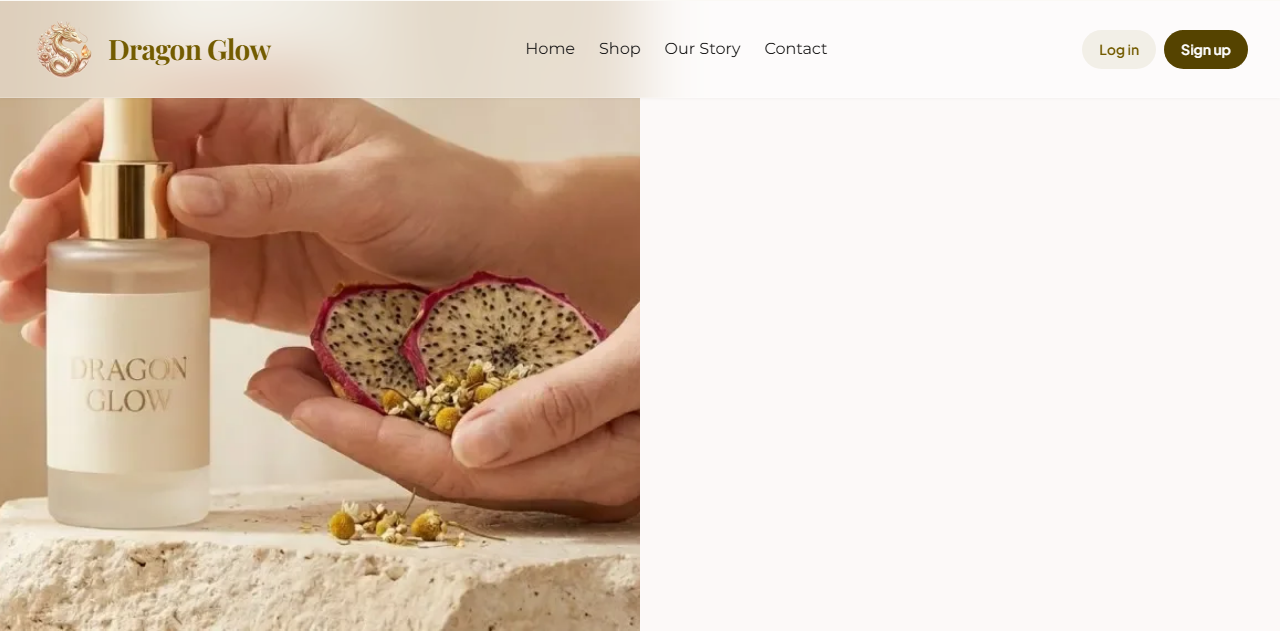 Dragon Glow
Home Shop Our Story Contact
Log in Sign up
DRAGON
GLOW